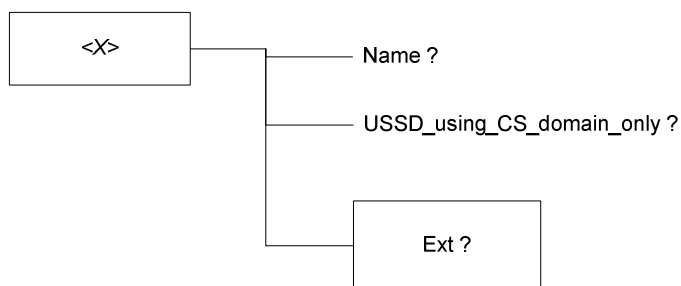 <X>
Name ?
USSD_using_CS_domain_only ?
Ext ?